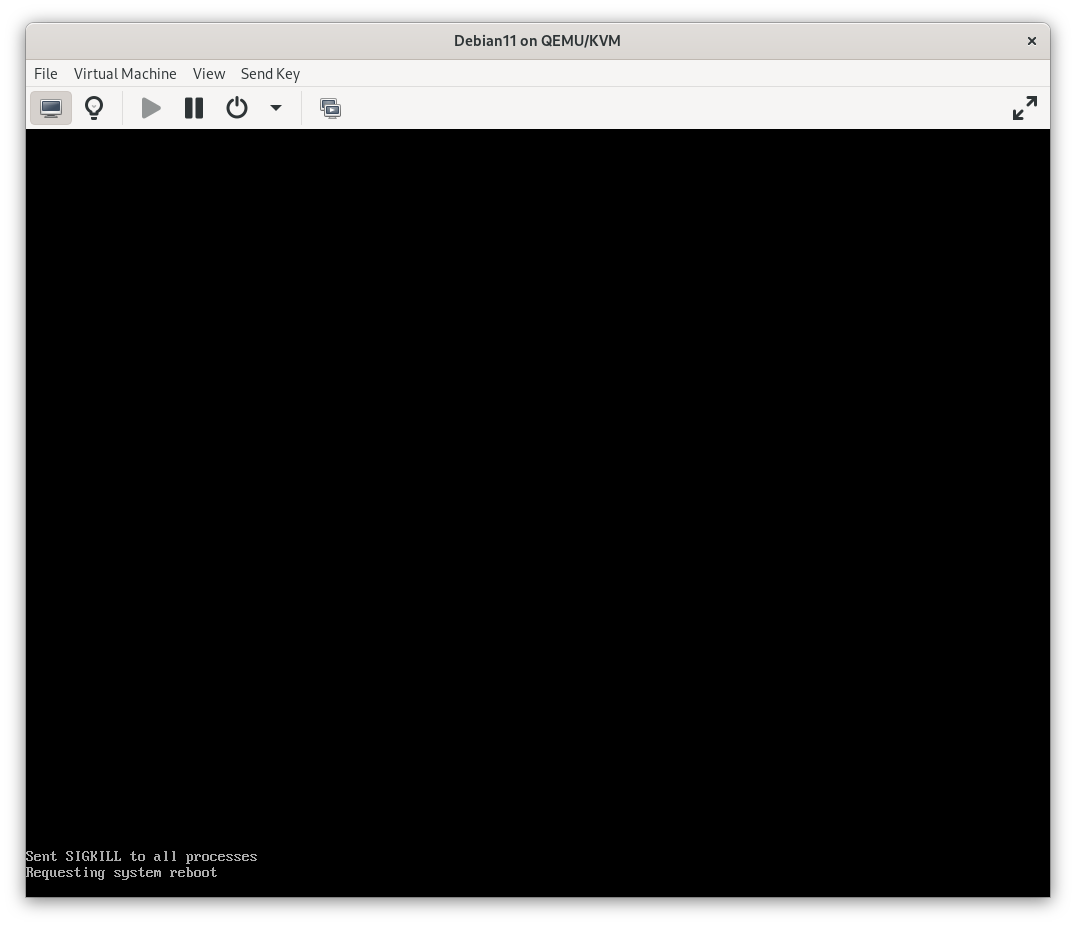 Debian11 on QEMU/KVM
File Virtual Machine View Send Key
Sent SIGKILL to all processes
Requesting system reboot